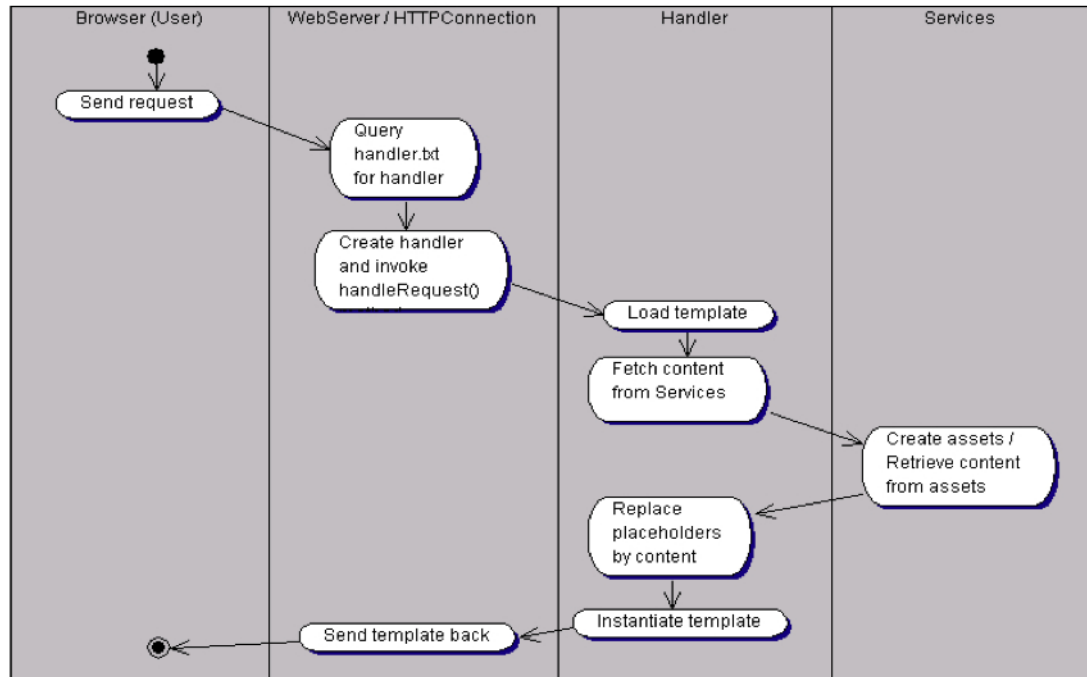 Browser (User)
WebServer / HTTPConnection
Handler
Services
Send request
Query
handler.txt
for handler
Create handler
and invoke
handleRequest()
Load template
Fetch content
from Services
Create assets /
Retrieve content
from assets
Replace
placeholders
by content
Instantiate template
Send template back